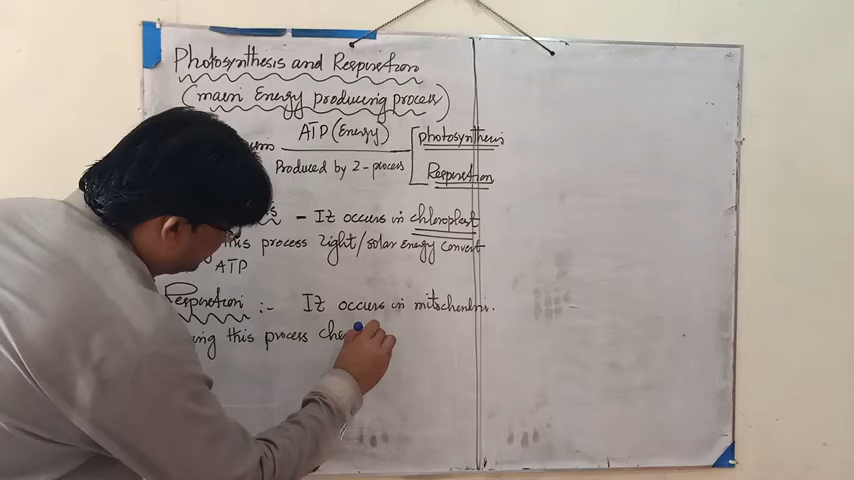 Photosynthesis and Respiration
(main Energy producing process)
ATP (Energy) photosynthesis
Produced by 2-process Respiration
- It occurs in chloroplast
this process light/solar Energy convert
ATP
Respiration :- It occurs in mitochondri.
this process che